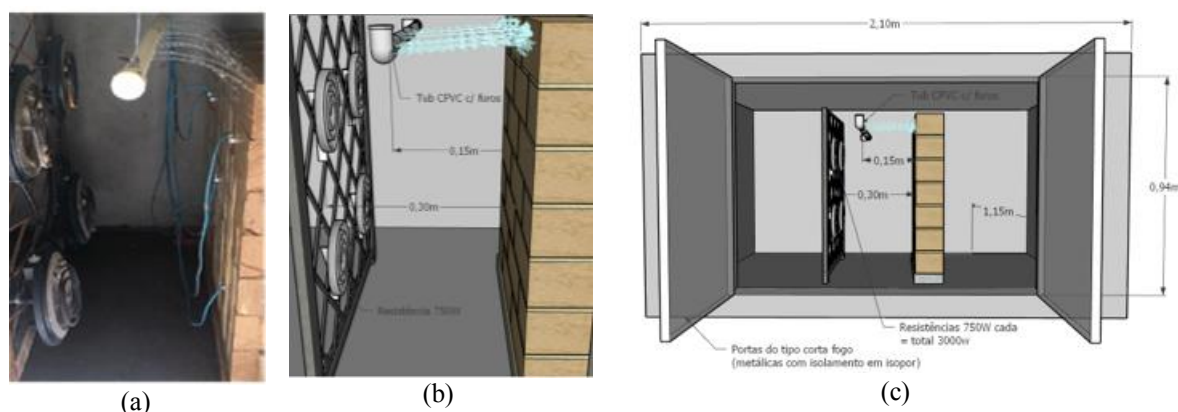 Tub CPVC c/ furos
0,15m
0,30m
Resistência 750W
(a)
(b)
2,10m
Tub CPVC c/ furos
0,15m
0,30m
1,15m
0,94m
Resistências 750W cada
= total 3000w
Portas do tipo corta fogo
(metálicas com isolamento em isopor)
(c)